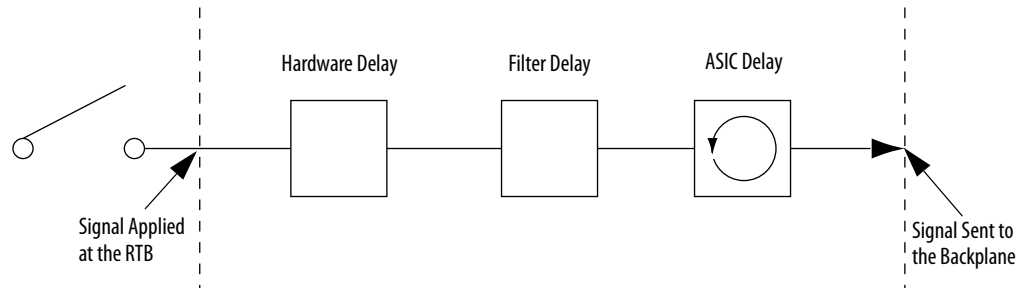 Hardware Delay
Filter Delay
ASIC Delay
Signal Applied
at the RTB
Signal Sent to
the Backplane